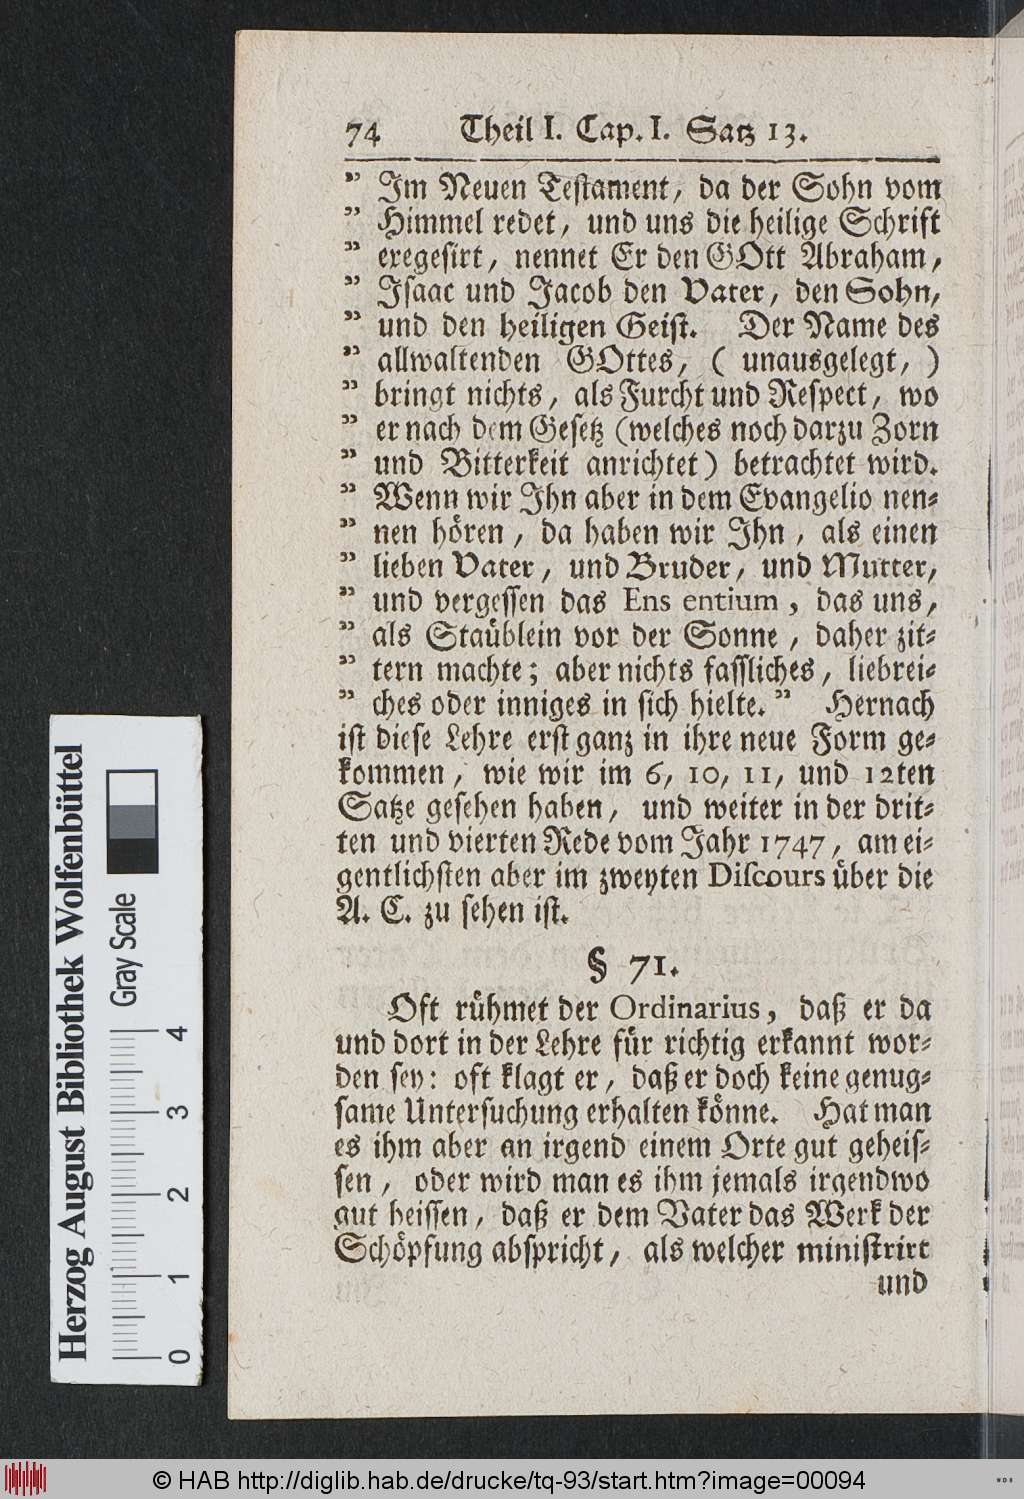 74 Theil I. Cap. I. Satz 13.
” Im Neuen Testament, da der Sohn vom
” Himmel redet, und uns die heilige Schrift
” exegesirt, nennet Er den GOtt Abraham,
” Isaac und Jacob den Vater, den Sohn,
” und den heiligen Geist. Der Name des
” allwaltenden GOttes, ( unausgelegt, )
” bringt nichts, als Furcht und Respect, wo
” er nach dem Gesetz (welches noch darzu Zorn
” und Bitterkeit anrichtet) betrachtet wird.
” Wenn wir Ihn aber in dem Evangelio nen-
” nen hören, da haben wir Ihn, als einen
” lieben Vater, und Bruder, und Mutter,
” und vergessen das Ens entium, das uns,
” als Staüblein vor der Sonne, daher zit-
” tern machte; aber nichts fassliches, liebrei-
” ches oder inniges in sich hielte.” Hernach
ist diese Lehre erst ganz in ihre neue Form ge-
kommen, wie wir im 6, 10, 11, und 12ten
Satze gesehen haben, und weiter in der drit-
ten und vierten Rede vom Jahr 1747, am ei-
gentlichsten aber im zweyten Discours über die
A. C. zu sehen ist.
§ 71.
Oft rühmet der Ordinarius, daß er da
und dort in der Lehre für richtig erkannt wor-
den sey: oft klagt er, daß er doch keine genug-
same Untersuchung erhalten könne. Hat man
es ihm aber an irgend einem Orte gut geheis-
sen, oder wird man es ihm jemals irgendwo
gut heissen, daß er dem Vater das Werk der
Schöpfung abspricht, als welcher ministrirt
und
Herzog August Bibliothek Wolfenbüttel
Gray Scale
0 1 2 3 4
© HAB http://diglib.hab.de/drucke/tq-93/start.htm?image=00094